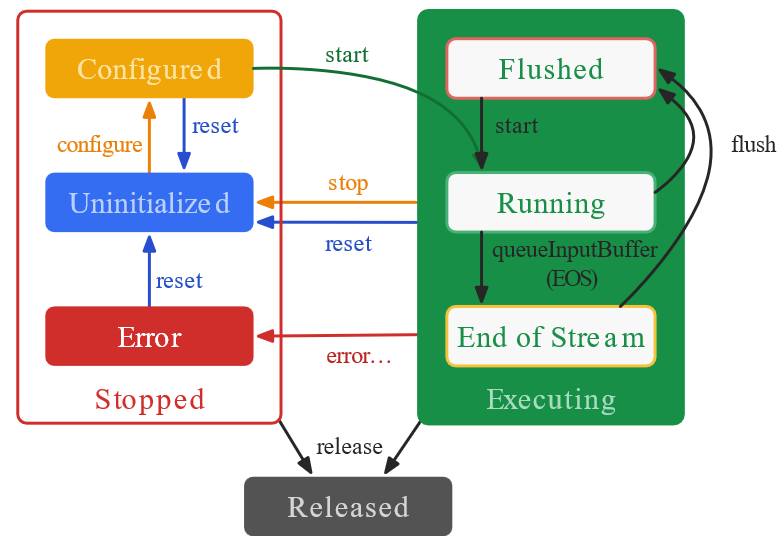 start
Configured
Flushed
configure
reset
start
flush
Uninitialized
stop
Running
reset
queueInputBuffer
(EOS)
reset
Error
error…
End of Stream
Stopped
Executing
release
Released